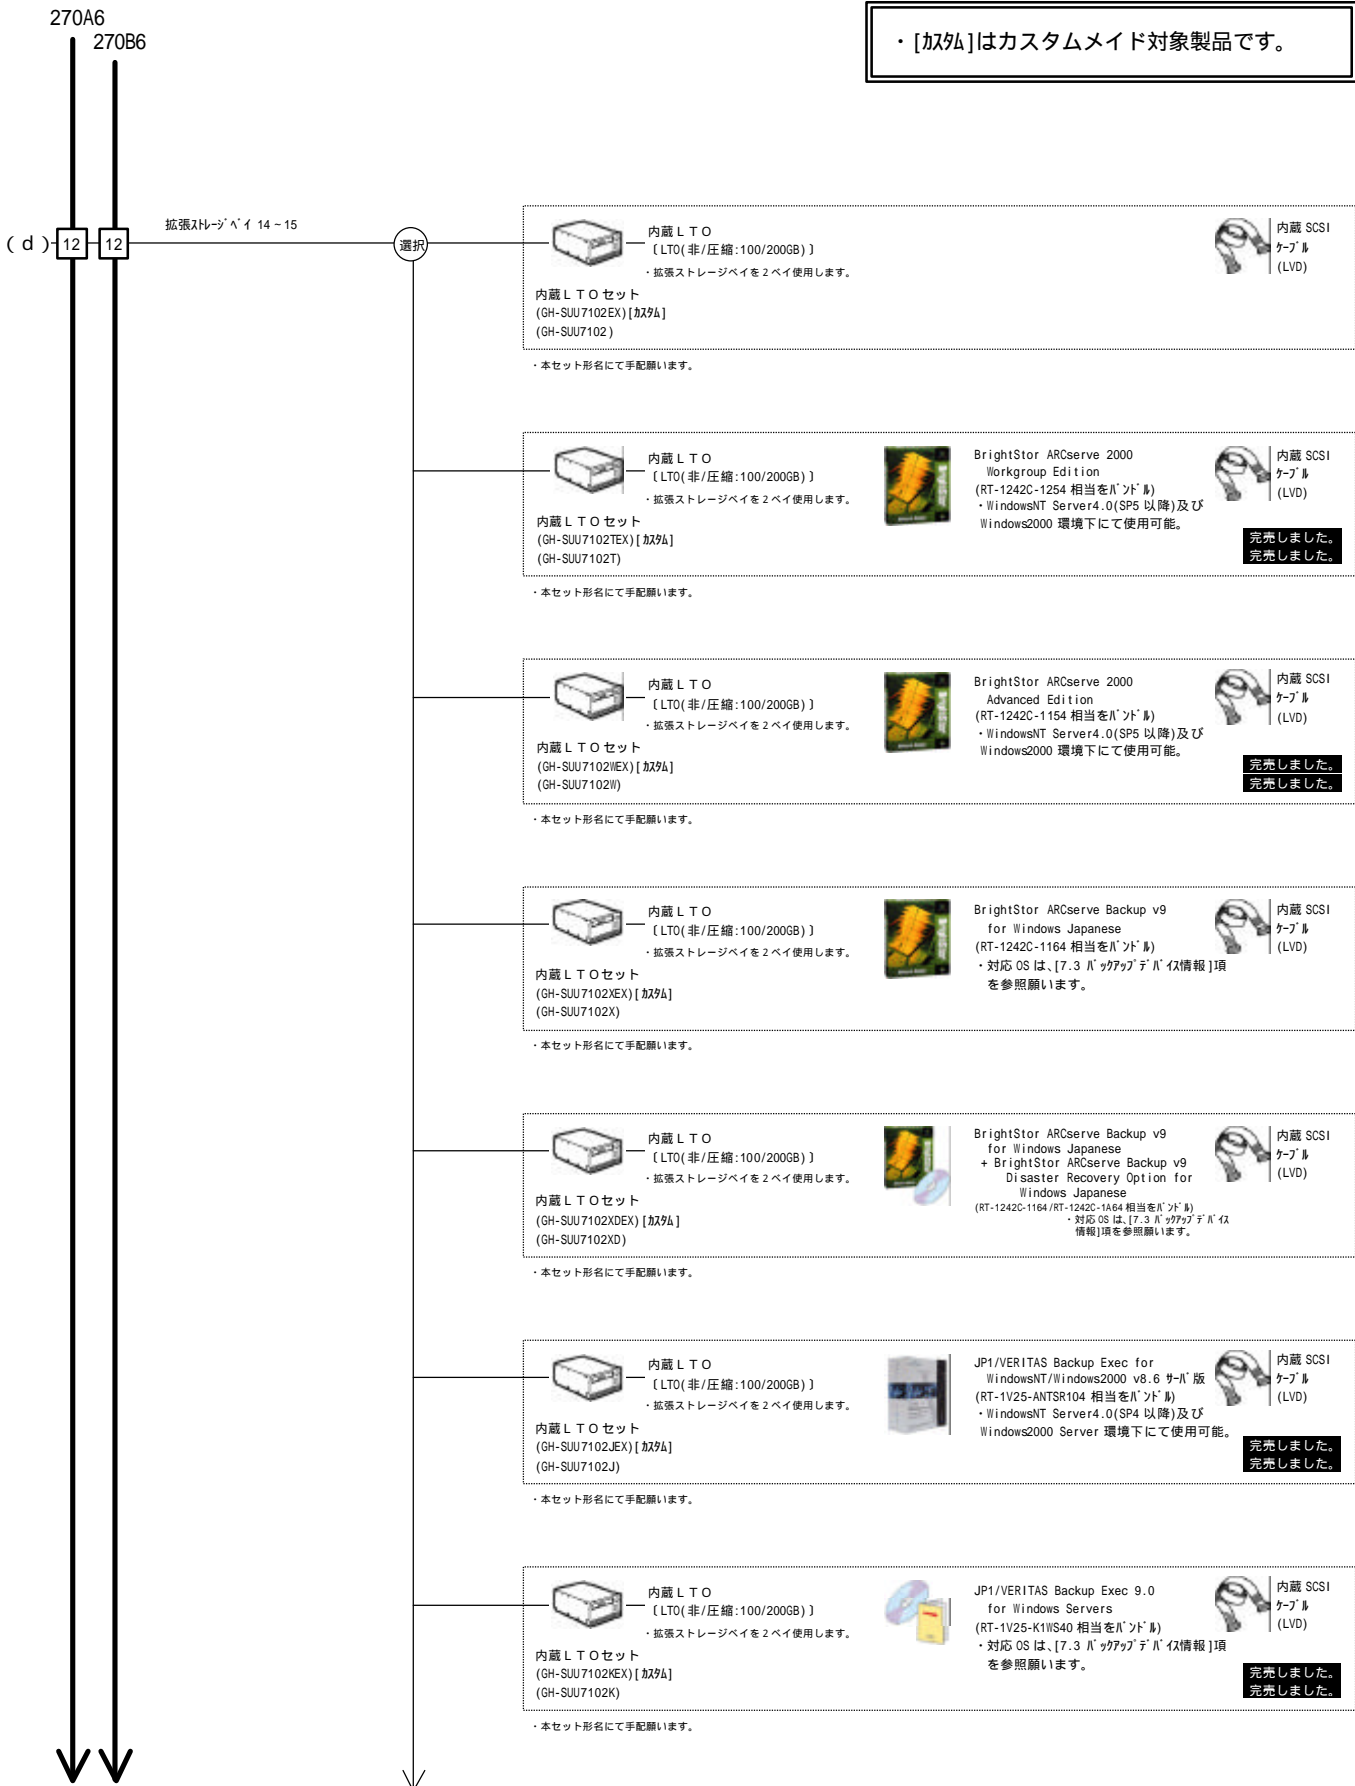 270A6
270B6
・[ｶｽﾀﾑ]はカスタムメイド対象製品です。
(d)
12
12
拡張ｽﾄﾚｰｼﾞﾍﾞｲ 14~15
選択
内蔵LTO
〔LTO(非/圧縮:100/200GB)〕
・拡張ストレージベイを2ベイ使用します。
内蔵LTOセット
(GH-SUU7102EX)[ｶｽﾀﾑ]
(GH-SUU7102)
内蔵 SCSI
ｹｰﾌﾞﾙ
(LVD)
・本セット形名にて手配願います。
内蔵LTO
〔LTO(非/圧縮:100/200GB)〕
・拡張ストレージベイを2ベイ使用します。
内蔵LTOセット
(GH-SUU7102TEX)[ｶｽﾀﾑ]
(GH-SUU7102T)
BrightStor ARCserve 2000
Workgroup Edition
(RT-1242C-1254 相当をﾊﾞﾝﾄﾞﾙ)
・WindowsNT Server4.0(SP5 以降)及び
Windows2000 環境下にて使用可能。
内蔵 SCSI
ｹｰﾌﾞﾙ
(LVD)
完売しました。
完売しました。
・本セット形名にて手配願います。
内蔵LTO
〔LTO(非/圧縮:100/200GB)〕
・拡張ストレージベイを2ベイ使用します。
内蔵LTOセット
(GH-SUU7102WEX)[ｶｽﾀﾑ]
(GH-SUU7102W)
BrightStor ARCserve 2000
Advanced Edition
(RT-1242C-1154 相当をﾊﾞﾝﾄﾞﾙ)
・WindowsNT Server4.0(SP5 以降)及び
Windows2000 環境下にて使用可能。
内蔵 SCSI
ｹｰﾌﾞﾙ
(LVD)
完売しました。
完売しました。
・本セット形名にて手配願います。
内蔵LTO
〔LTO(非/圧縮:100/200GB)〕
・拡張ストレージベイを2ベイ使用します。
内蔵LTOセット
(GH-SUU7102XEX)[ｶｽﾀﾑ]
(GH-SUU7102X)
BrightStor ARCserve Backup v9
for Windows Japanese
(RT-1242C-1164 相当をﾊﾞﾝﾄﾞﾙ)
・対応 OS は、[7.3 ﾊﾞｯｸｱｯﾌﾟﾃﾞﾊﾞｲｽ情報]項
を参照願います。
内蔵 SCSI
ｹｰﾌﾞﾙ
(LVD)
・本セット形名にて手配願います。
内蔵LTO
〔LTO(非/圧縮:100/200GB)〕
・拡張ストレージベイを2ベイ使用します。
内蔵LTOセット
(GH-SUU7102XDEX)[ｶｽﾀﾑ]
(GH-SUU7102XD)
BrightStor ARCserve Backup v9
for Windows Japanese
+ BrightStor ARCserve Backup v9
Disaster Recovery Option for
Windows Japanese
(RT-1242C-1164/RT-1242C-1A64 相当をﾊﾞﾝﾄﾞﾙ)
・対応 OS は、[7.3 ﾊﾞｯｸｱｯﾌﾟﾃﾞﾊﾞｲｽ
情報]項を参照願います。
内蔵 SCSI
ｹｰﾌﾞﾙ
(LVD)
・本セット形名にて手配願います。
内蔵LTO
〔LTO(非/圧縮:100/200GB)〕
・拡張ストレージベイを2ベイ使用します。
内蔵LTOセット
(GH-SUU7102JEX)[ｶｽﾀﾑ]
(GH-SUU7102J)
JP1/VERITAS Backup Exec for
WindowsNT/Windows2000 v8.6 ｻｰﾊﾞ版
(RT-1V25-ANTSR104 相当をﾊﾞﾝﾄﾞﾙ)
・WindowsNT Server4.0(SP4 以降)及び
Windows2000 Server 環境下にて使用可能。
内蔵 SCSI
ｹｰﾌﾞﾙ
(LVD)
完売しました。
完売しました。
・本セット形名にて手配願います。
内蔵LTO
〔LTO(非/圧縮:100/200GB)〕
・拡張ストレージベイを2ベイ使用します。
内蔵LTOセット
(GH-SUU7102KEX)[ｶｽﾀﾑ]
(GH-SUU7102K)
JP1/VERITAS Backup Exec 9.0
for Windows Servers
(RT-1V25-K1WS40 相当をﾊﾞﾝﾄﾞﾙ)
・対応 OS は、[7.3 ﾊﾞｯｸｱｯﾌﾟﾃﾞﾊﾞｲｽ情報]項
を参照願います。
内蔵 SCSI
ｹｰﾌﾞﾙ
(LVD)
完売しました。
完売しました。
・本セット形名にて手配願います。